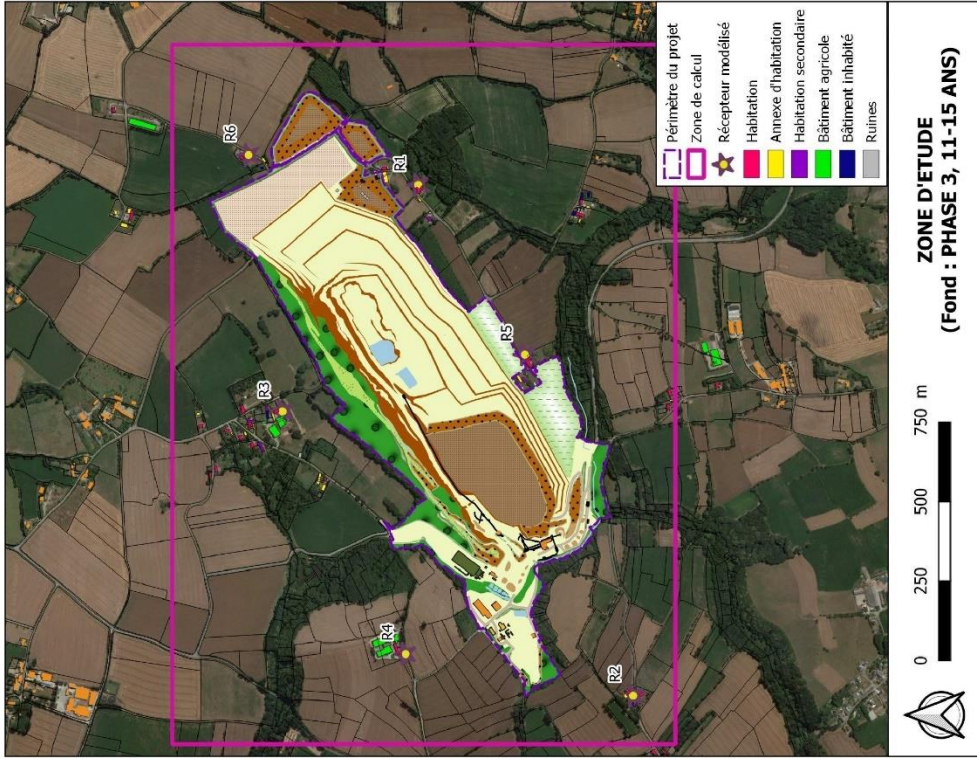 R6
R1
R3
R5
R4
R2
Périmètre du projet
Zone de calcul
Récepteur modélisé
Habitation
Annexe d'habitation
Habitation secondaire
Bâtiment agricole
Bâtiment inhabité
Ruines
ZONE D'ETUDE
(Fond : PHASE 3, 11-15 ANS)
0 250 500 750 m